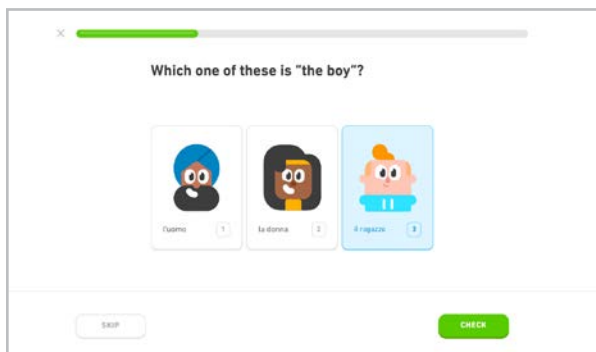 Which one of these is "the boy"?
l'uomo 1
la donna 2
il ragazzo 3
SKIP
CHECK